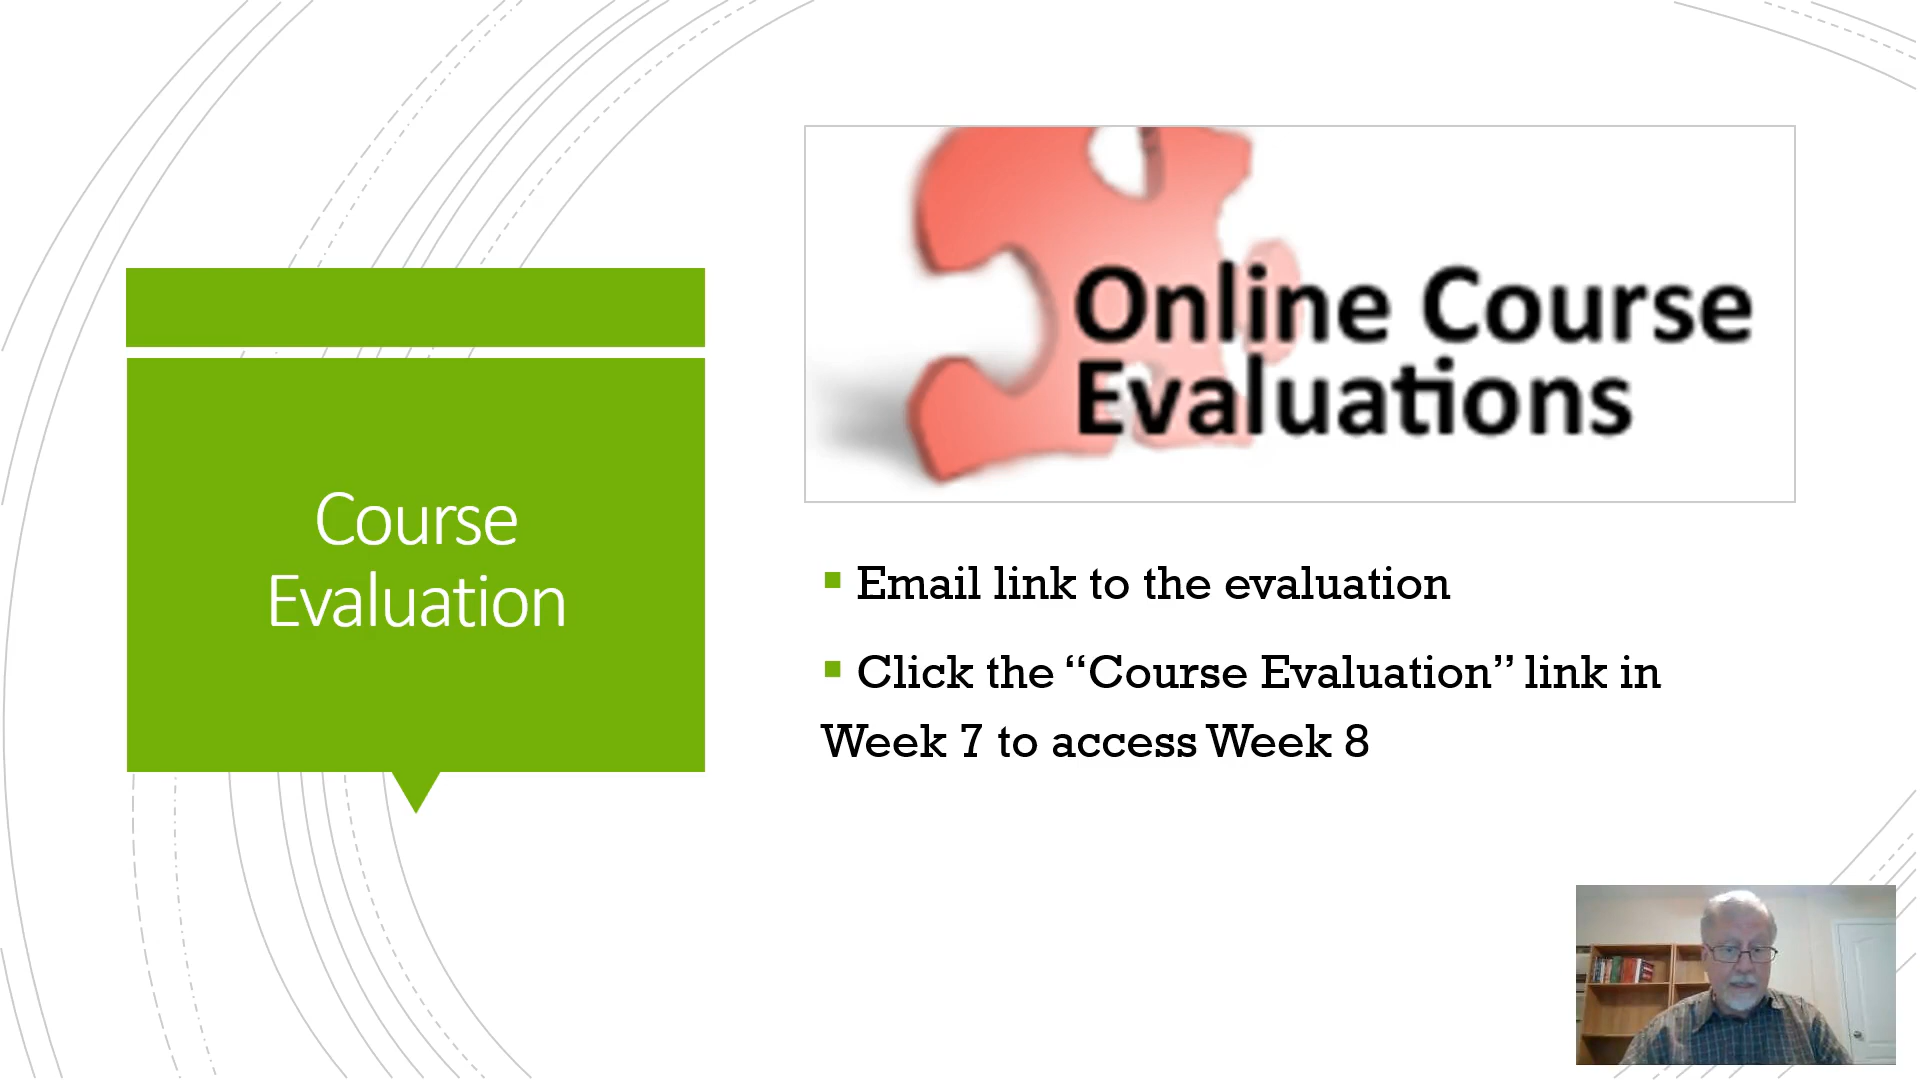 Course
Evaluation
Online Course
Evaluations
Email link to the evaluation
Click the “Course Evaluation” link in
Week 7 to access Week 8